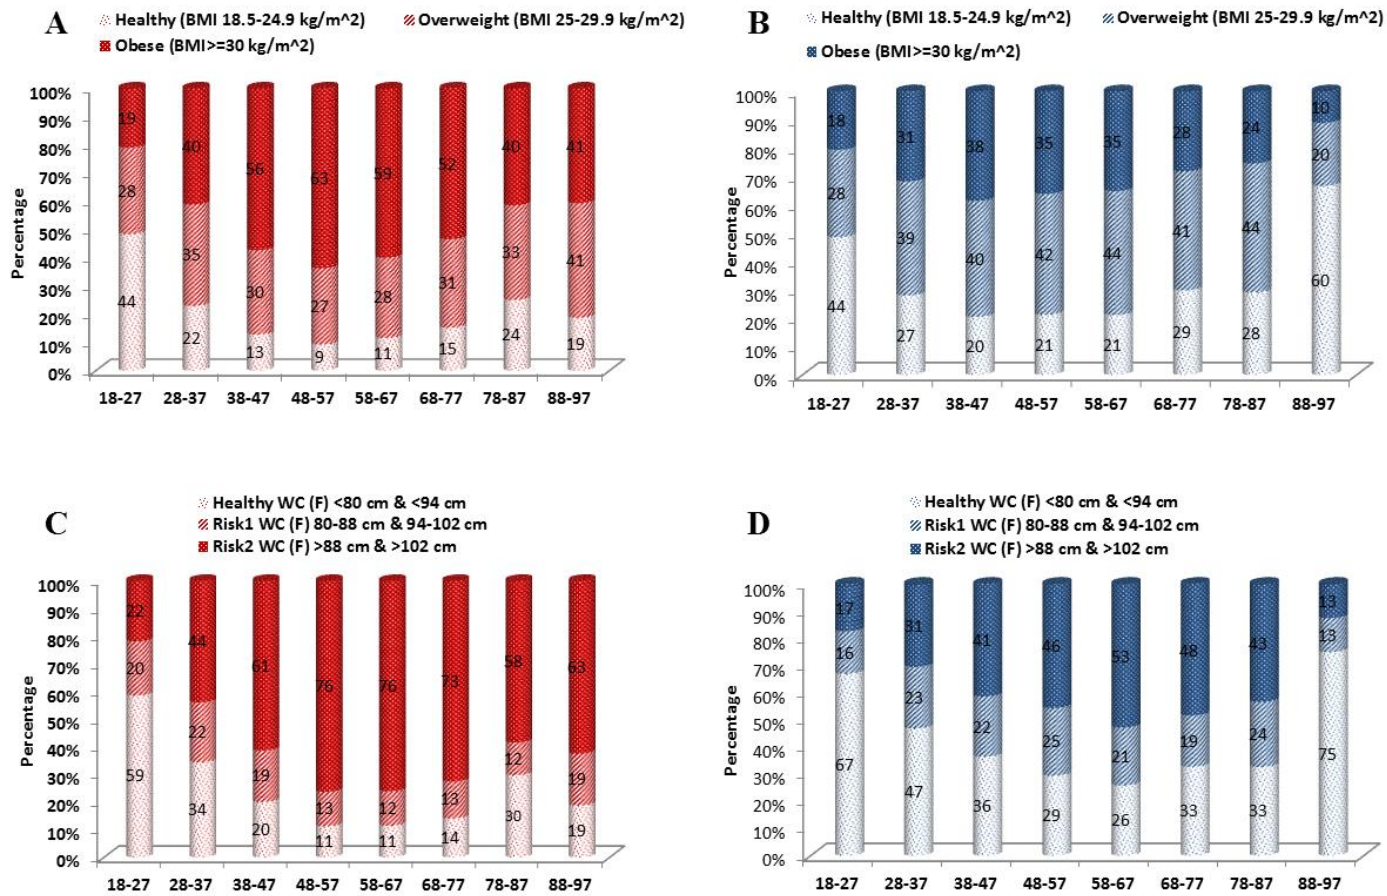 A
Healthy (BMI 18.5-24.9 kg/m^2) Overweight (BMI 25-29.9 kg/m^2)
Obese (BMI>=30 kg/m^2)
Percentage
100%
90%
80%
70%
60%
50%
40%
30%
20%
10%
0%
19 40 56 63 59 52 40 41
28 35 30 27 28 31 33 41
44 22 13 9 11 15 24 19
18-27 28-37 38-47 48-57 58-67 68-77 78-87 88-97
B
Healthy (BMI 18.5-24.9 kg/m^2) Overweight (BMI 25-29.9 kg/m^2)
Obese (BMI>=30 kg/m^2)
Percentage
100%
90%
80%
70%
60%
50%
40%
30%
20%
10%
0%
18 31 38 35 35 28 24 10
28 39 40 42 44 41 44 20
44 27 20 21 21 29 28 60
18-27 28-37 38-47 48-57 58-67 68-77 78-87 88-97
C
Healthy WC (F) <80 cm & <94 cm
Risk1 WC (F) 80-88 cm & 94-102 cm
Risk2 WC (F) >88 cm & >102 cm
Percentage
100%
90%
80%
70%
60%
50%
40%
30%
20%
10%
0%
22 44 61 76 76 73 58 63
20 22 19 13 12 13 12 19
59 34 20 11 11 14 30 19
18-27 28-37 38-47 48-57 58-67 68-77 78-87 88-97
D
Healthy WC (F) <80 cm & <94 cm
Risk1 WC (F) 80-88 cm & 94-102 cm
Risk2 WC (F) >88 cm & >102 cm
Percentage
100%
90%
80%
70%
60%
50%
40%
30%
20%
10%
0%
17 31 41 46 53 48 43 13
16 23 22 25 21 19 24 13
67 47 36 29 26 33 33 75
18-27 28-37 38-47 48-57 58-67 68-77 78-87 88-97